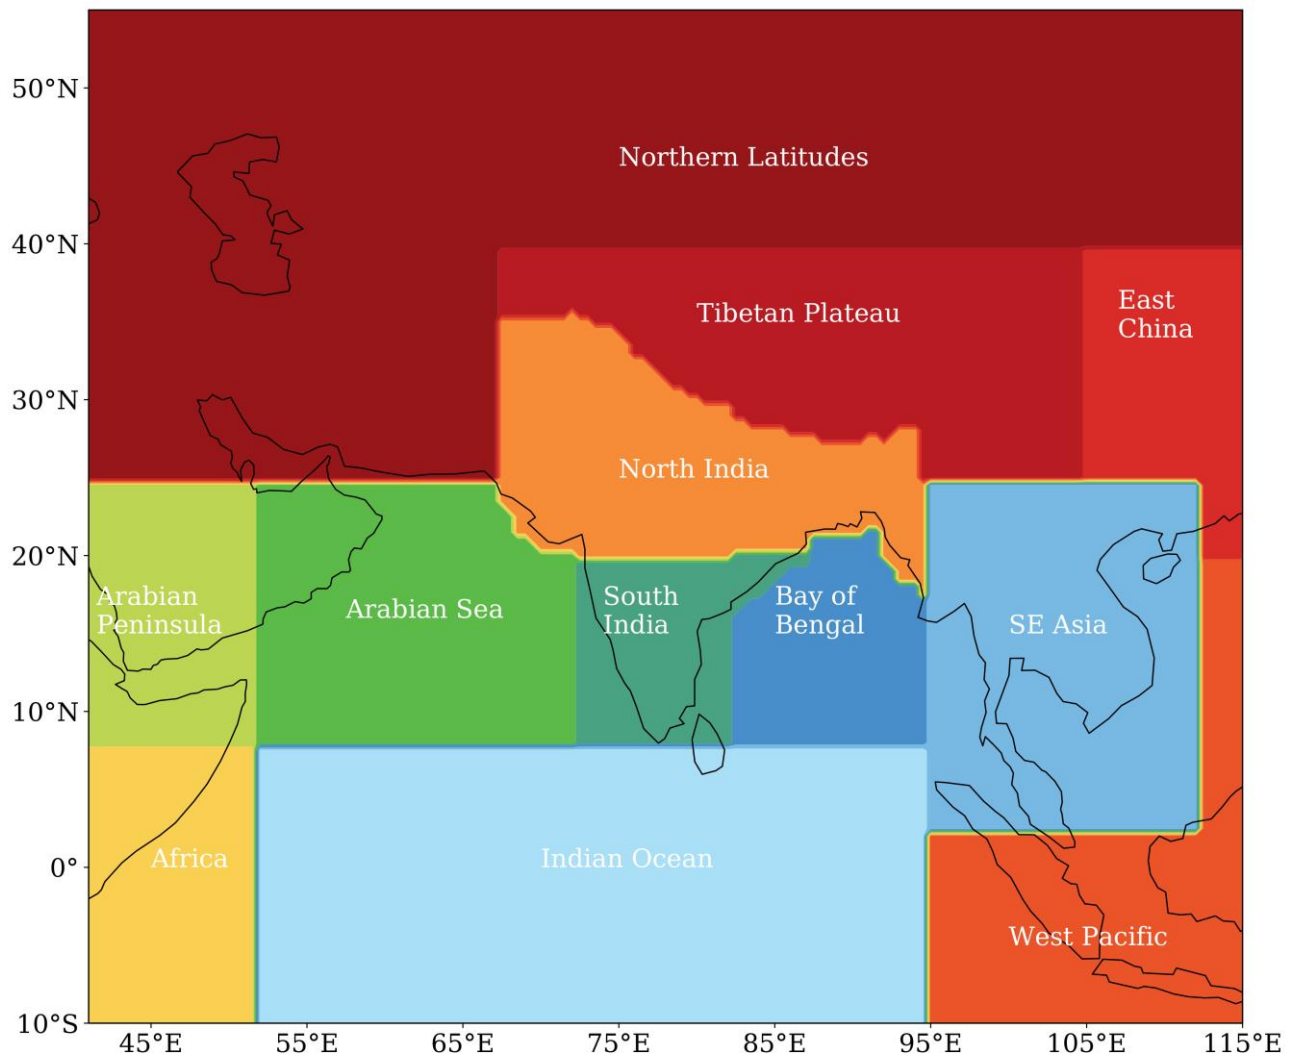 50°N
Northern Latitudes
40°N
East
China
Tibetan Plateau
30°N
North India
20°N
Arabian
Peninsula
Arabian Sea
South
India
Bay of
Bengal
SE Asia
10°N
0°
Africa
Indian Ocean
West Pacific
10°S
45°E 55°E 65°E 75°E 85°E 95°E 105°E 115°E